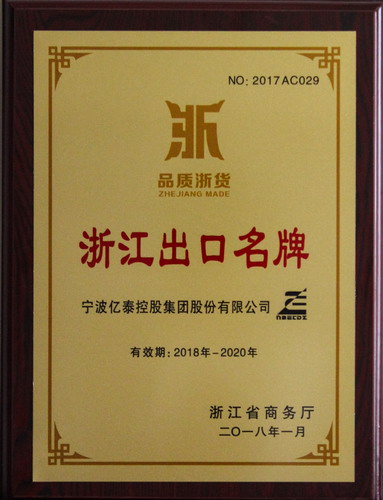 NO: 2017AC029
浙
品质浙货
ZHEJIANG MADE
浙江出口名牌
宁波亿泰控股集团股份有限公司
有效期: 2018年-2020年
浙江省商务厅
二〇一八年一月